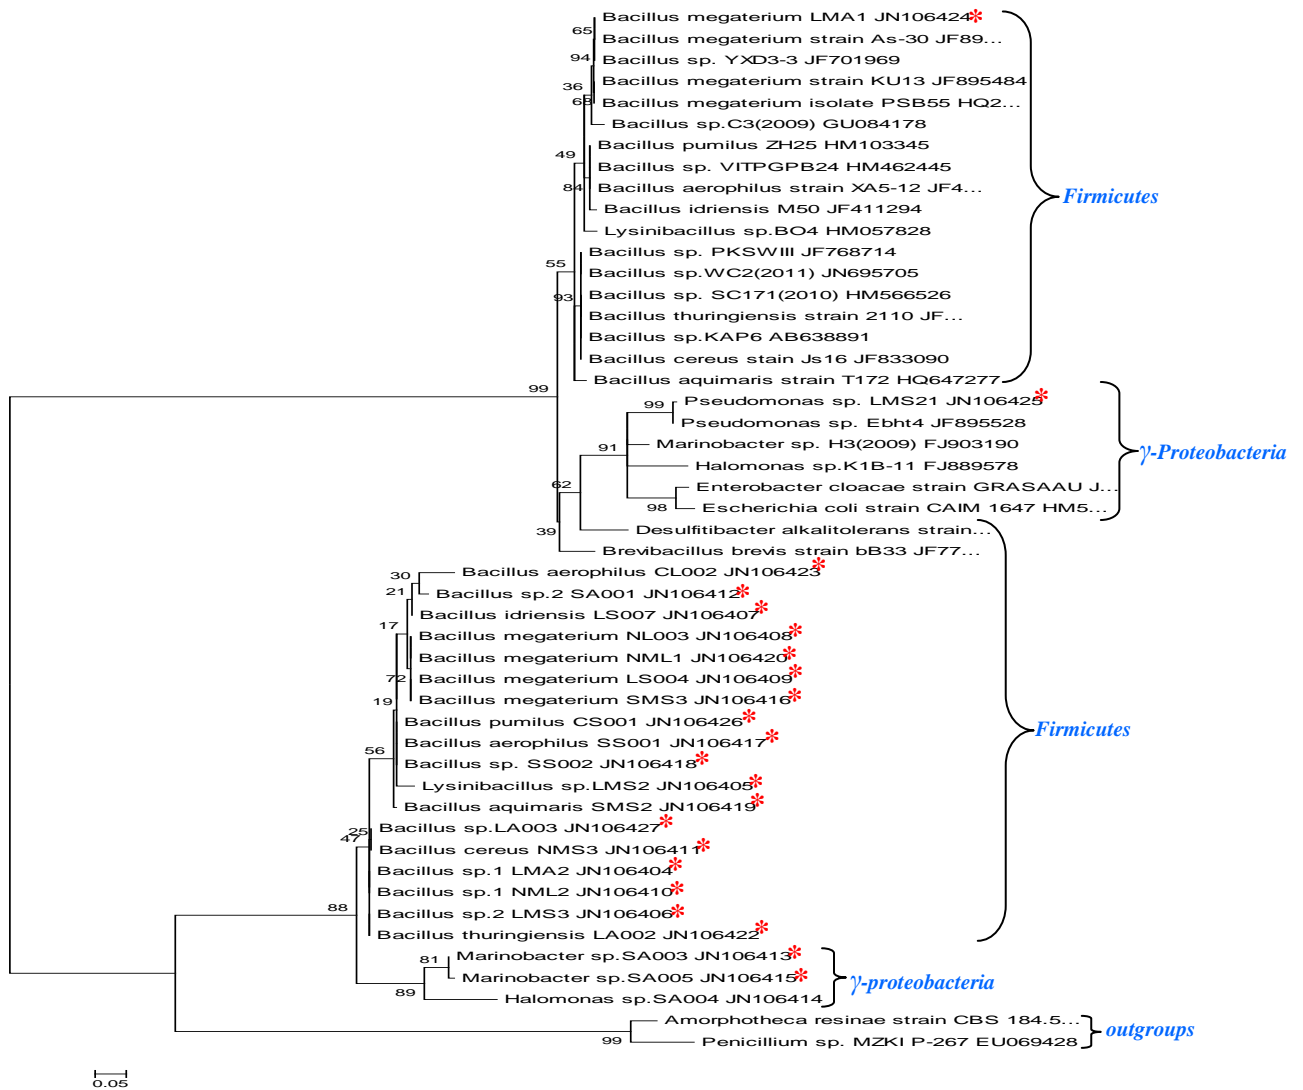 Bacillus megaterium LMA1 JN106424*
65
Bacillus megaterium strain As-30 JF89...
94
Bacillus sp. YXD3-3 JF701969
36
Bacillus megaterium strain KU13 JF895484
68
Bacillus megaterium isolate PSB55 HQ2...
Bacillus sp.C3(2009) GU084178
Bacillus pumilus ZH25 HM103345
49
Bacillus sp. VITPGPB24 HM462445
84
Bacillus aerophilus strain XA5-12 JF4...
Firmicutes
Bacillus idriensis M50 JF411294
Lysinibacillus sp.BO4 HM057828
Bacillus sp. PKSWIII JF768714
55
Bacillus sp.WC2(2011) JN695705
93
Bacillus sp. SC171(2010) HM566526
Bacillus thuringiensis strain 2110 JF...
Bacillus sp.KAP6 AB638891
Bacillus cereus stain Js16 JF833090
Bacillus aquimaris strain T172 HQ647277
99
99
Pseudomonas sp. LMS21 JN106425*
Pseudomonas sp. Ebht4 JF895528
91
Marinobacter sp. H3(2009) FJ903190
γ-Proteobacteria
Halomonas sp.K1B-11 FJ889578
62
Enterobacter cloacae strain GRASAAU J...
98
Escherichia coli strain CAIM 1647 HM5...
39
Desulfitibacter alkalitolerans strain...
Brevibacillus brevis strain bB33 JF77...
30
Bacillus aerophilus CL002 JN106423*
21
Bacillus sp.2 SA001 JN106412*
Bacillus idriensis LS007 JN106407*
17
Bacillus megaterium NL003 JN106408*
Bacillus megaterium NML1 JN106420*
72
Bacillus megaterium LS004 JN106409*
19
Bacillus megaterium SMS3 JN106416*
Bacillus pumilus CS001 JN106426*
Firmicutes
56
Bacillus aerophilus SS001 JN106417*
Bacillus sp. SS002 JN106418*
Lysinibacillus sp.LMS2 JN106405*
Bacillus aquimaris SMS2 JN106419*
25
Bacillus sp.LA003 JN106427*
47
Bacillus cereus NMS3 JN106411*
Bacillus sp.1 LMA2 JN106404*
Bacillus sp.1 NML2 JN106410*
88
Bacillus sp.2 LMS3 JN106406*
Bacillus thuringiensis LA002 JN106422*
81
Marinobacter sp.SA003 JN106413*
Marinobacter sp.SA005 JN106415*
γ-proteobacteria
89
Halomonas sp.SA004 JN106414
Amorphotheca resinae strain CBS 184.5...
outgroups
99
Penicillium sp. MZKI P-267 EU069428
0.05